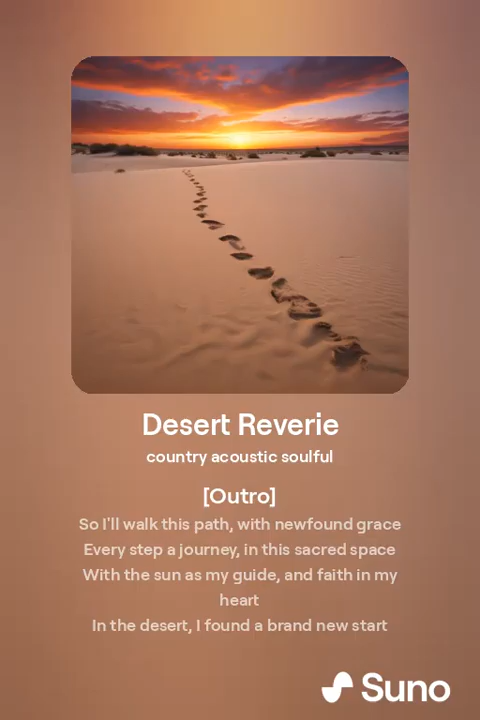 Desert Reverie
country acoustic soulful
[Outro]
So I'll walk this path, with newfound grace
Every step a journey, in this sacred space
With the sun as my guide, and faith in my
heart
In the desert, I found a brand new start
Suno